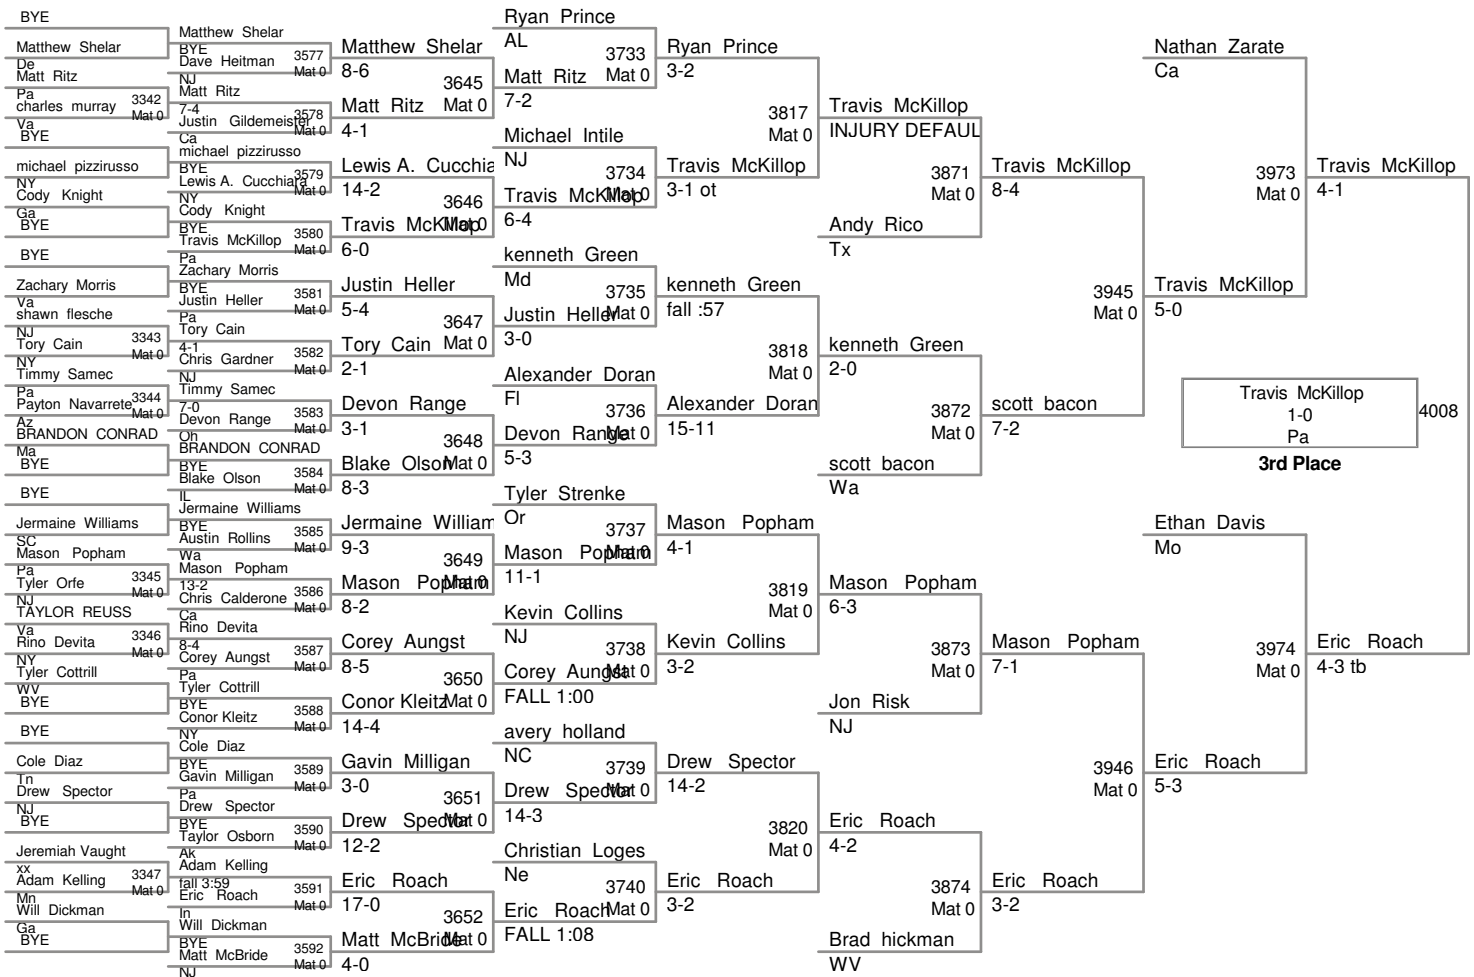 BYE
Matthew Shelar
De
Matt Ritz
Pa
charles murray
3342
Mat 0
Va
BYE
michael pizzirusso
NY
Cody Knight
Ga
BYE
BYE
Zachary Morris
Va
shawn flesche
NJ
Tory Cain
3343
Mat 0
NY
Timmy Samec
Pa
Payton Navarrete
3344
Mat 0
Az
BRANDON CONRAD
Ma
BYE
BYE
Jermaine Williams
SC
Mason Popham
Pa
Tyler Orfe
3345
Mat 0
NJ
TAYLOR REUSS
Va
Rino Devita
3346
Mat 0
NY
Tyler Cottrill
WV
BYE
BYE
Cole Diaz
Tn
Drew Spector
NJ
BYE
Jeremiah Vaught
xx
Adam Kelling
3347
Mat 0
Mn
Will Dickman
Ga
BYE
Matthew Shelar
BYE
Dave Heitman
3577
Mat 0
NJ
Matt Ritz
7-4
Justin Gildemeister
3578
Mat 0
Ca
michael pizzirusso
BYE
Lewis A. Cucchiara
3579
Mat 0
NY
Cody Knight
BYE
Travis McKillop
3580
Mat 0
Pa
Zachary Morris
BYE
Justin Heller
3581
Mat 0
Pa
Tory Cain
4-1
Chris Gardner
3582
Mat 0
NJ
Timmy Samec
7-0
Devon Range
3583
Mat 0
Oh
BRANDON CONRAD
BYE
Blake Olson
3584
Mat 0
IL
Jermaine Williams
BYE
Austin Rollins
3585
Mat 0
Wa
Mason Popham
13-2
Chris Calderone
3586
Mat 0
Ca
Rino Devita
8-4
Corey Aungst
3587
Mat 0
Pa
Tyler Cottrill
BYE
Conor Kleitz
3588
Mat 0
NY
Cole Diaz
BYE
Gavin Milligan
3589
Mat 0
Pa
Drew Spector
BYE
Taylor Osborn
3590
Mat 0
Ak
Adam Kelling
fall 3:59
Eric Roach
3591
Mat 0
In
Will Dickman
BYE
Matt McBride
3592
Mat 0
NJ
Matthew Shelar
8-6
3645
Mat 0
Matt Ritz
4-1
Lewis A. Cucchia
14-2
3646
Mat 0
Travis McKillop
6-0
Justin Heller
5-4
3647
Mat 0
Tory Cain
2-1
Devon Range
3-1
3648
Mat 0
Blake Olson
8-3
Jermaine William
9-3
3649
Mat 0
Mason Popham
8-2
Corey Aungst
8-5
3650
Mat 0
Conor Kleitz
14-4
Gavin Milligan
3-0
3651
Mat 0
Drew Spector
12-2
Eric Roach
17-0
3652
Mat 0
Matt McBride
4-0
Ryan Prince
AL
3733
Mat 0
Matt Ritz
7-2
Michael Intile
NJ
3734
Mat 0
Travis McKillop
6-4
kenneth Green
Md
3735
Mat 0
Justin Heller
3-0
Alexander Doran
Fl
3736
Mat 0
Devon Range
5-3
Tyler Strenke
Or
3737
Mat 0
Mason Popham
11-1
Kevin Collins
NJ
3738
Mat 0
Corey Aungst
FALL 1:00
avery holland
NC
3739
Mat 0
Drew Spector
14-3
Christian Loges
Ne
3740
Mat 0
Eric Roach
FALL 1:08
Ryan Prince
3-2
3817
Mat 0
Travis McKillop
3-1 ot
kenneth Green
fall :57
3818
Mat 0
Alexander Doran
15-11
Mason Popham
4-1
3819
Mat 0
Kevin Collins
3-2
Drew Spector
14-2
3820
Mat 0
Eric Roach
3-2
Travis McKillop
INJURY DEFAUL
3871
Mat 0
Andy Rico
Tx
kenneth Green
2-0
3872
Mat 0
scott bacon
Wa
Mason Popham
6-3
3873
Mat 0
Jon Risk
NJ
Eric Roach
4-2
3874
Mat 0
Brad hickman
WV
Travis McKillop
8-4
3945
Mat 0
scott bacon
7-2
Mason Popham
7-1
3946
Mat 0
Eric Roach
3-2
Nathan Zarate
Ca
3973
Mat 0
Travis McKillop
5-0
Ethan Davis
Mo
3974
Mat 0
Eric Roach
5-3
Travis McKillop
4-1
Travis McKillop
1-0
Pa
4008
3rd Place
Eric Roach
4-3 tb